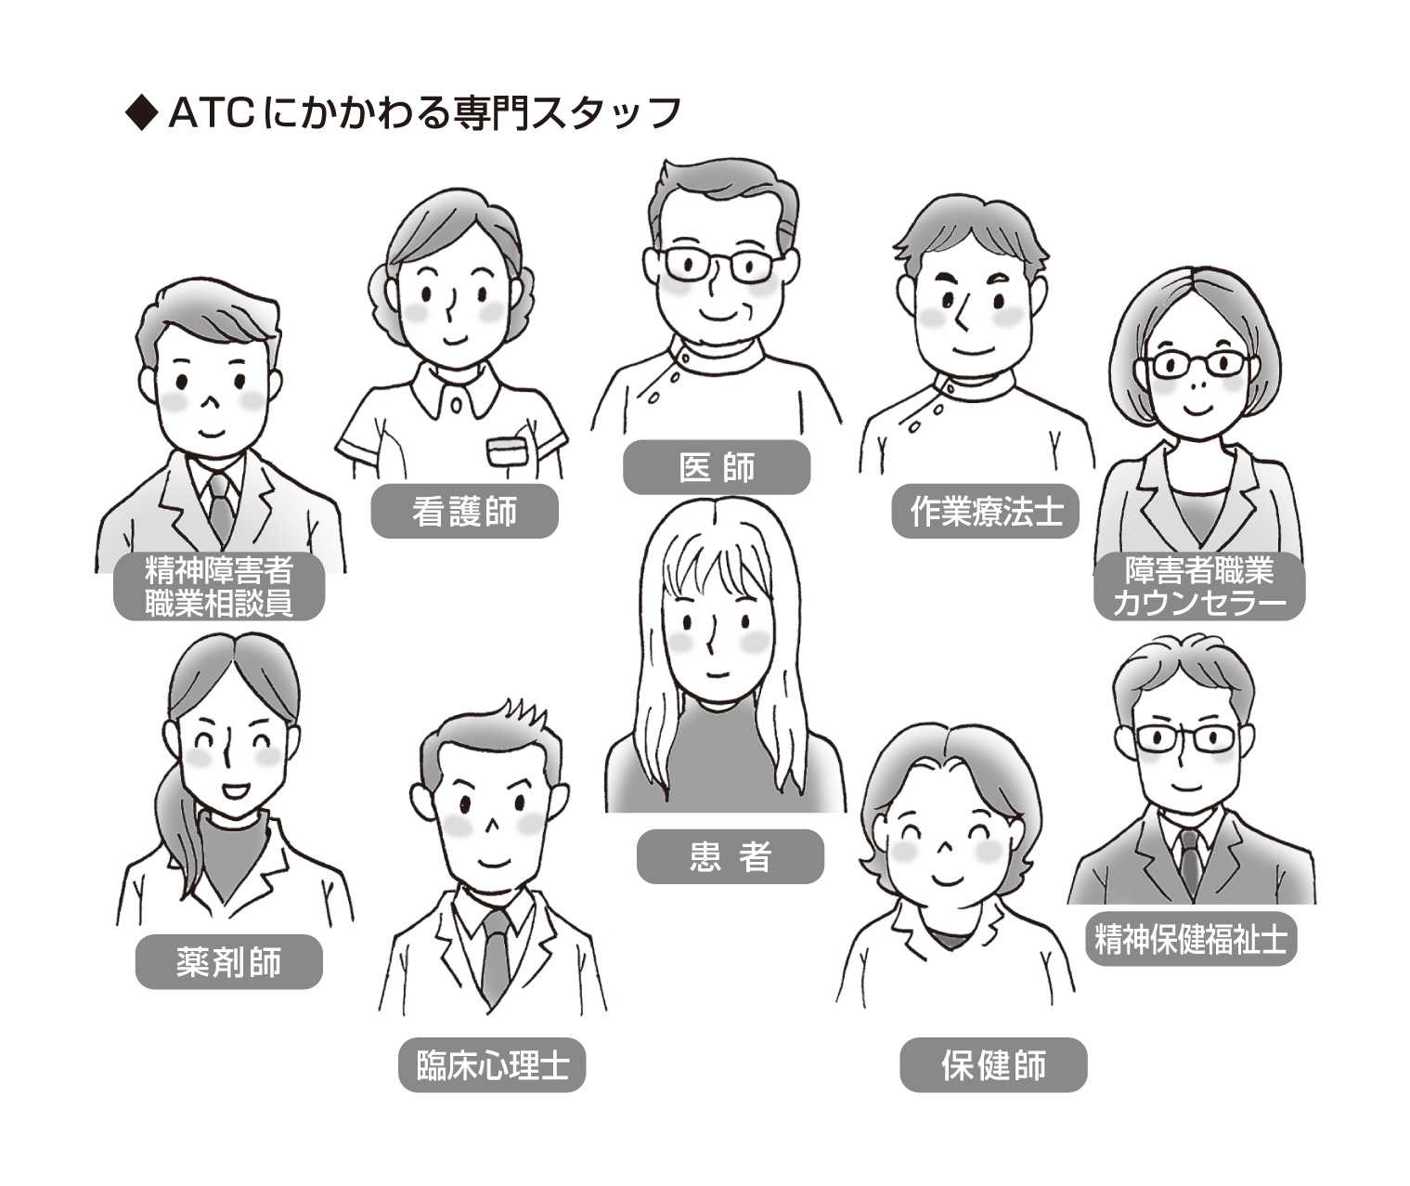 ◆ATCにかかわる専門スタッフ
医師
看護師
作業療法士
精神障害者
職業相談員
障害者職業
カウンセラー
患者
薬剤師
精神保健福祉士
臨床心理士
保健師